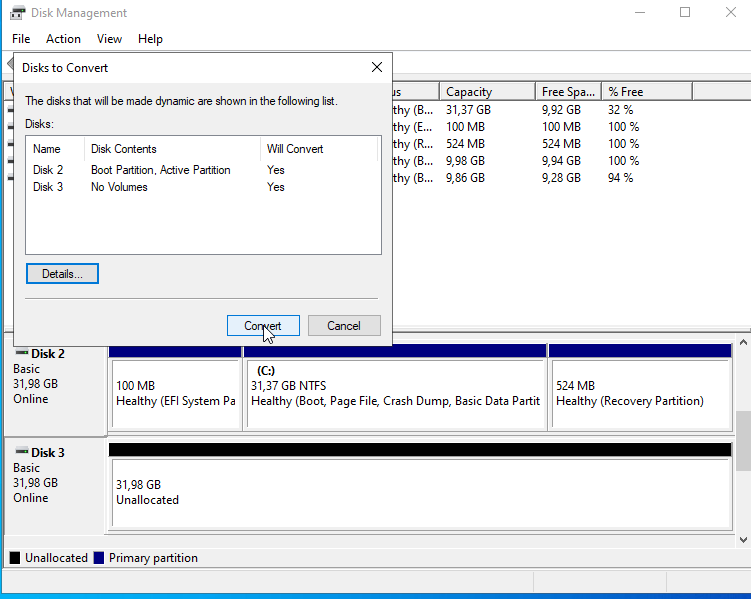 Disk Management
File Action View Help
Disks to Convert
The disks that will be made dynamic are shown in the following list.
Disks:
Name Disk Contents Will Convert
Disk 2 Boot Partition, Active Partition Yes
Disk 3 No Volumes Yes
Details...
Convert Cancel
Capacity Free Spa... % Free
thy (B... 31,37 GB 9,92 GB 32 %
thy (E... 100 MB 100 MB 100 %
thy (R... 524 MB 524 MB 100 %
thy (B... 9,98 GB 9,94 GB 100 %
thy (B... 9,86 GB 9,28 GB 94 %
Disk 2
Basic
31,98 GB
Online
100 MB
Healthy (EFI System Pa
(C:)
31,37 GB NTFS
Healthy (Boot, Page File, Crash Dump, Basic Data Partit
524 MB
Healthy (Recovery Partition)
Disk 3
Basic
31,98 GB
Online
31,98 GB
Unallocated
Unallocated Primary partition